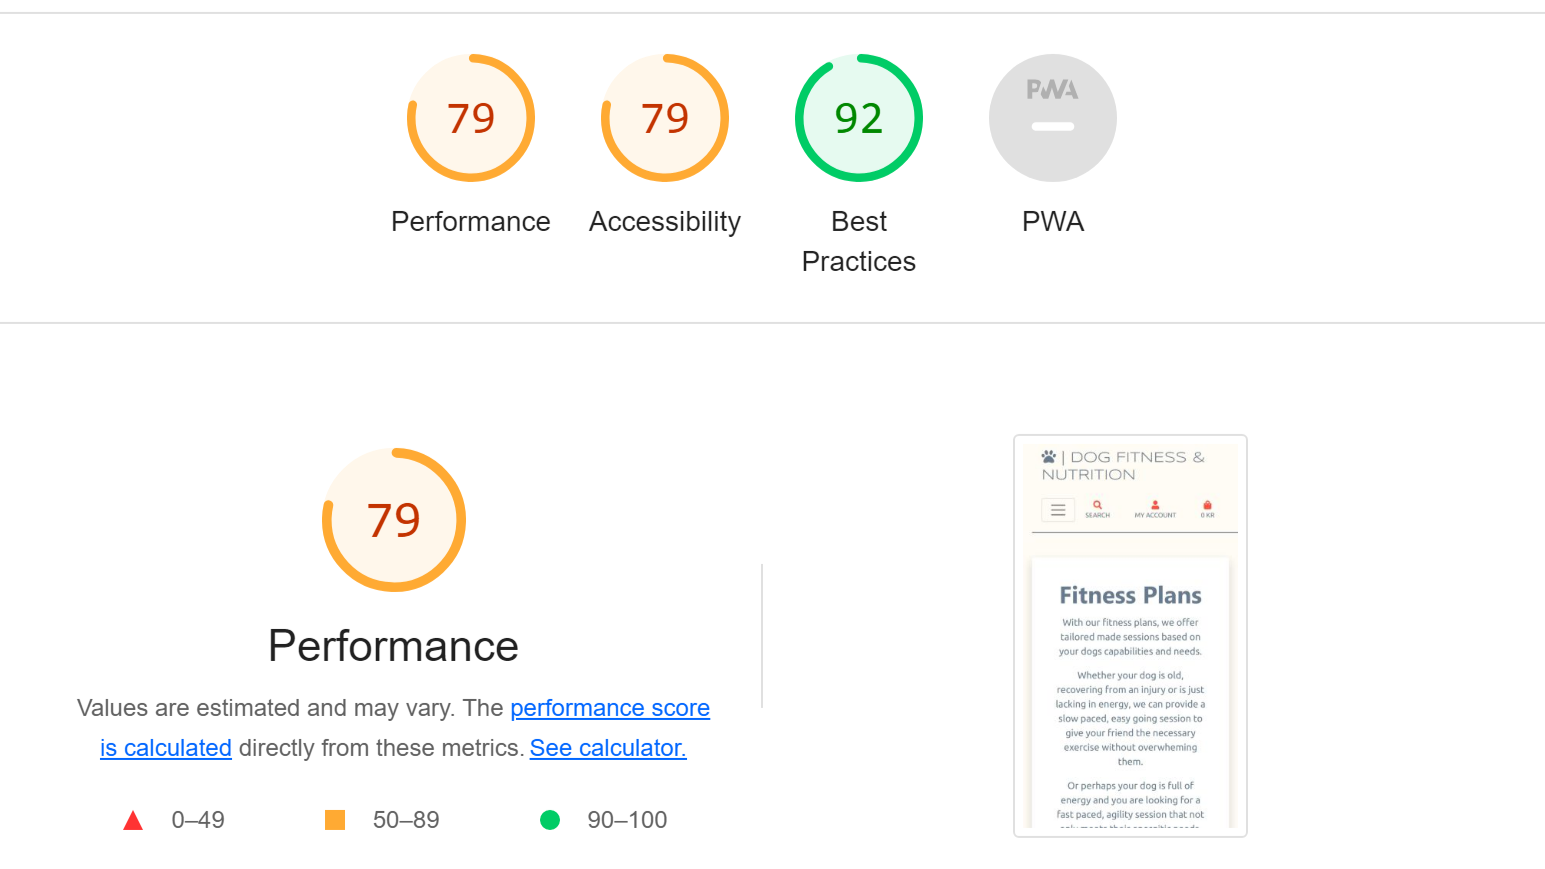 79
79
92
PWA
Performance
Accessibility
Best
Practices
PWA
79
Performance
Values are estimated and may vary. The performance score
is calculated directly from these metrics. See calculator.
0–49
50–89
90–100
| DOG FITNESS &
NUTRITION
SEARCH
MY ACCOUNT
0 KR
Fitness Plans
With our fitness plans, we offer
tailored made sessions based on
your dogs capabilities and needs.
Whether your dog is old,
recovering from an injury or is just
lacking in energy, we can provide a
slow paced, easy going session to
give your friend the necessary
exercise without overwheming
them.
Or perhaps your dog is full of
energy and you are looking for a
fast paced, agility session that not